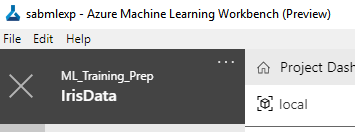 sabmlexp - Azure Machine Learning Workbench (Preview)
File Edit Help
ML_Training_Prep
IrisData
Project Dash
local